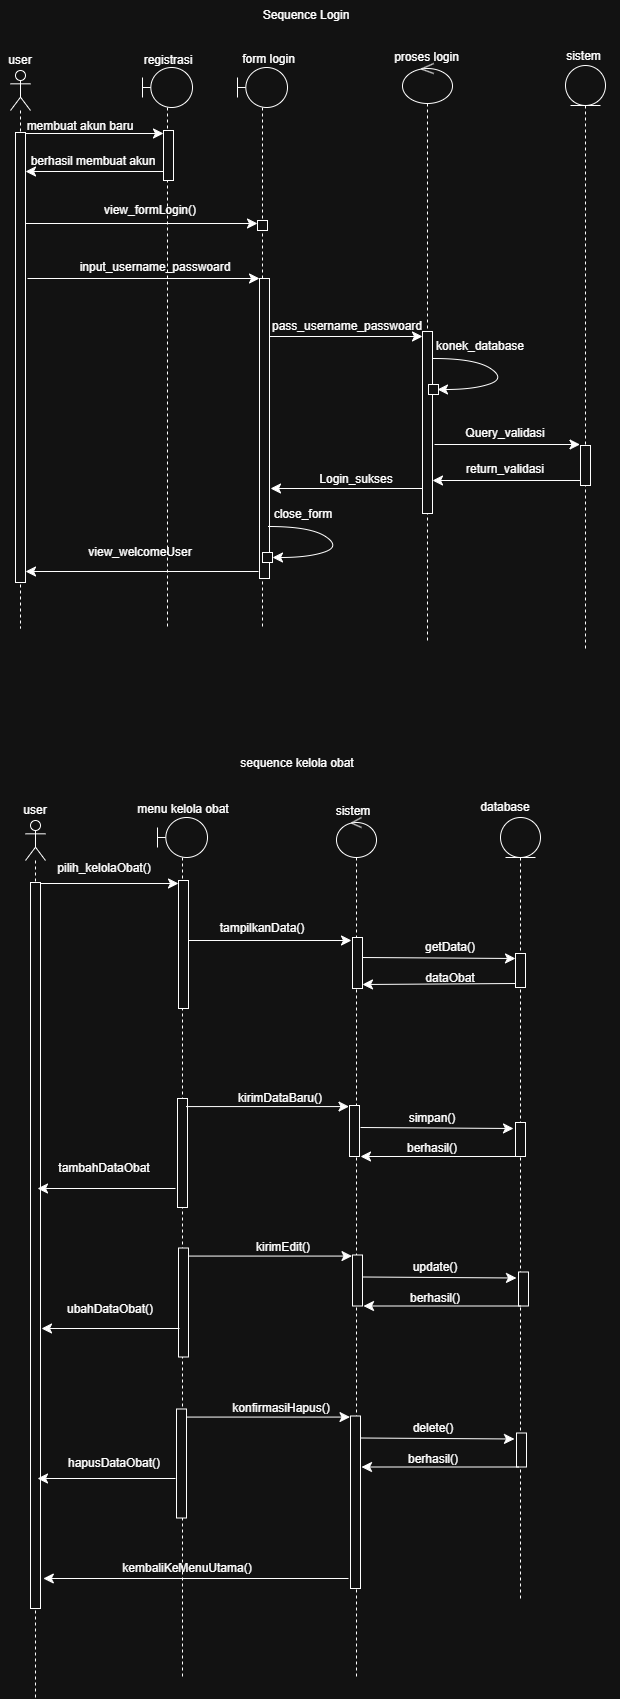 Sequence Login
user
registrasi
form login
proses login
sistem
membuat akun baru
berhasil membuat akun
view_formLogin()
input_username_passwoard
pass_username_passwoard
konek_database
Query_validasi
return_validasi
Login_sukses
close_form
view_welcomeUser
sequence kelola obat
user
menu kelola obat
sistem
database
pilih_kelolaObat()
tampilkanData()
getData()
dataObat
kirimDataBaru()
simpan()
berhasil()
tambahDataObat
kirimEdit()
update()
berhasil()
ubahDataObat()
konfirmasiHapus()
delete()
berhasil()
hapusDataObat()
kembaliKeMenuUtama()